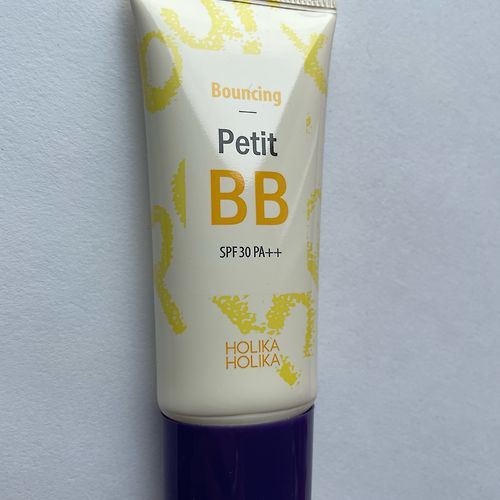 Bouncing
Petit
BB
SPF30 PA++
HOLIKA
HOLIKA